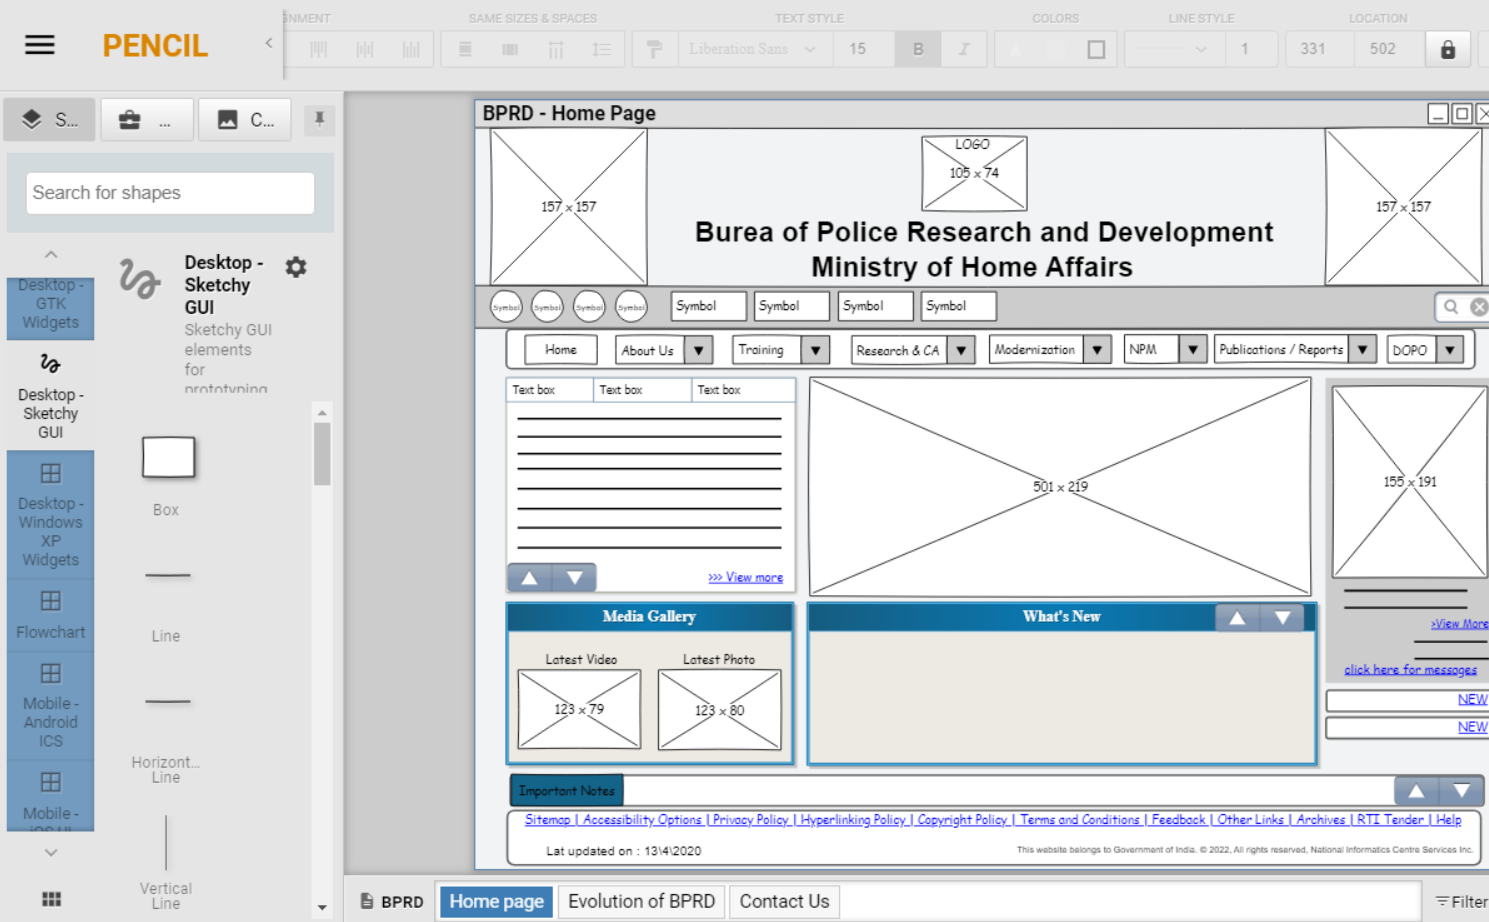 GNMENT
SAME SIZES & SPACES
TEXT STYLE
COLORS
LINE STYLE
LOCATION
PENCIL
Liberation Sans
15
B
I
1
331
502
S...
...
C...
Search for shapes
Desktop - GTK Widgets
Desktop - Sketchy GUI
Desktop - Windows XP Widgets
Flowchart
Mobile - Android ICS
Mobile - iOS UI
Desktop -
Sketchy
GUI
Sketchy GUI
elements
for
prototyping
Box
Line
Horizont...
Line
Vertical
Line
BPRD - Home Page
157 x 157
LOGO
105 x 74
157 x 157
Burea of Police Research and Development
Ministry of Home Affairs
Symbol Symbol Symbol Symbol Symbol Symbol Symbol Symbol
Home About Us Training Research & CA Modernization NPM Publications / Reports DOPO
Text box Text box Text box
>>> View more
501 x 219
155 x 191
>View More
click here for messages
NEW
NEW
Media Gallery
Latest Video Latest Photo
123 x 79 123 x 80
What's New
Important Notes
Sitemap | Accessibility Options | Privacy Policy | Hyperlinking Policy | Copyright Policy | Terms and Conditions | Feedback | Other Links | Archives | RTI Tender | Help
Lat updated on : 13\4\2020
This website belongs to Government of India. © 2022, All rights reserved, National Informatics Centre Services Inc.
BPRD
Home page
Evolution of BPRD
Contact Us
Filter